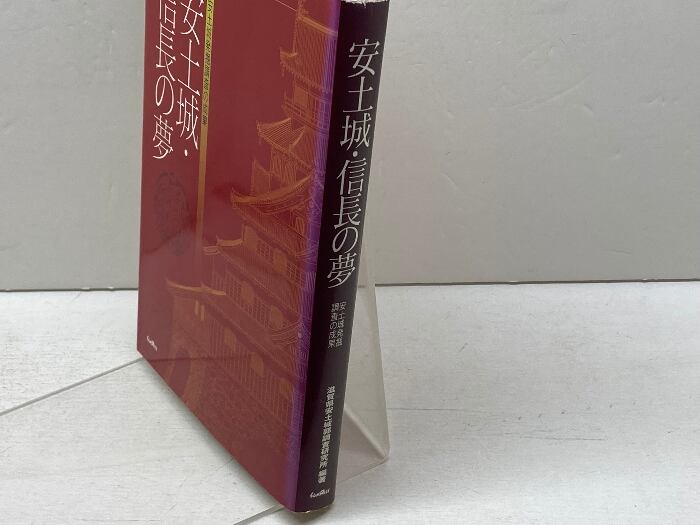 安土城・
信長の夢
安土城・信長の夢
安土城発掘
調査の成果
滋賀県安土城郭調査研究所 編著